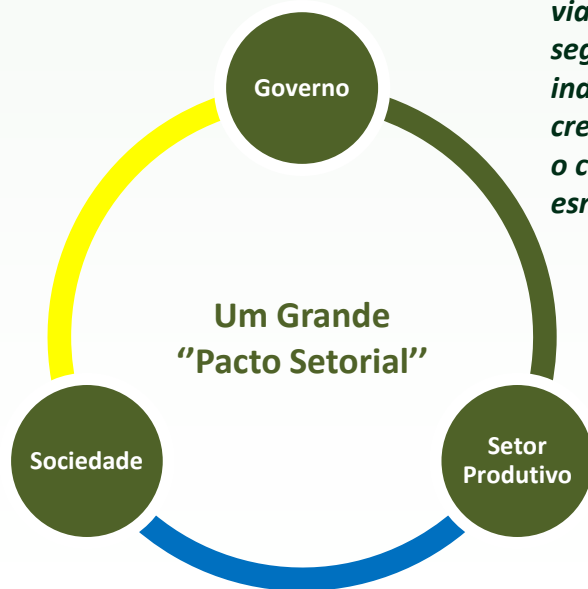 Governo
Um Grande
‘’Pacto Setorial’’
Sociedade
Setor
Produtivo